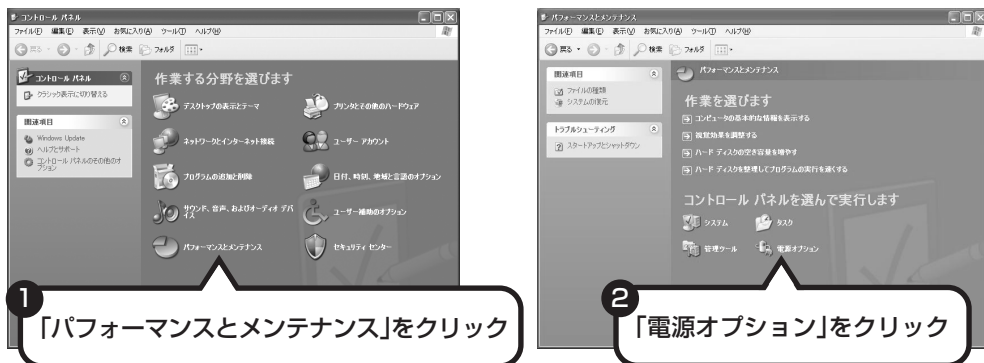 コントロール パネル
ファイル(F) 編集(E) 表示(V) お気に入り(A) ツール(T) ヘルプ(H)
戻る 検索 フォルダ
コントロール パネル
クラシック表示に切り替える
関連項目
Windows Update
ヘルプとサポート
コントロール パネルのその他のオプション
作業する分野を選びます
デスクトップの表示とテーマ
プリンタとその他のハードウェア
ネットワークとインターネット接続
ユーザー アカウント
プログラムの追加と削除
日付、時刻、地域と言語のオプション
サウンド、音声、およびオーディオ デバイス
ユーザー補助のオプション
パフォーマンスとメンテナンス
セキュリティ センター
1
「パフォーマンスとメンテナンス」をクリック
パフォーマンスとメンテナンス
ファイル(F) 編集(E) 表示(V) お気に入り(A) ツール(T) ヘルプ(H)
戻る 検索 フォルダ
関連項目
ファイルの種類
システムの復元
トラブルシューティング
スタートアップとシャットダウン
パフォーマンスとメンテナンス
作業を選びます
コンピュータの基本的な情報を表示する
視覚効果を調整する
ハード ディスクの空き容量を増やす
ハード ディスクを整理してプログラムの実行を速くする
コントロール パネルを選んで実行します
システム
タスク
管理ツール
電源オプション
2
「電源オプション」をクリック